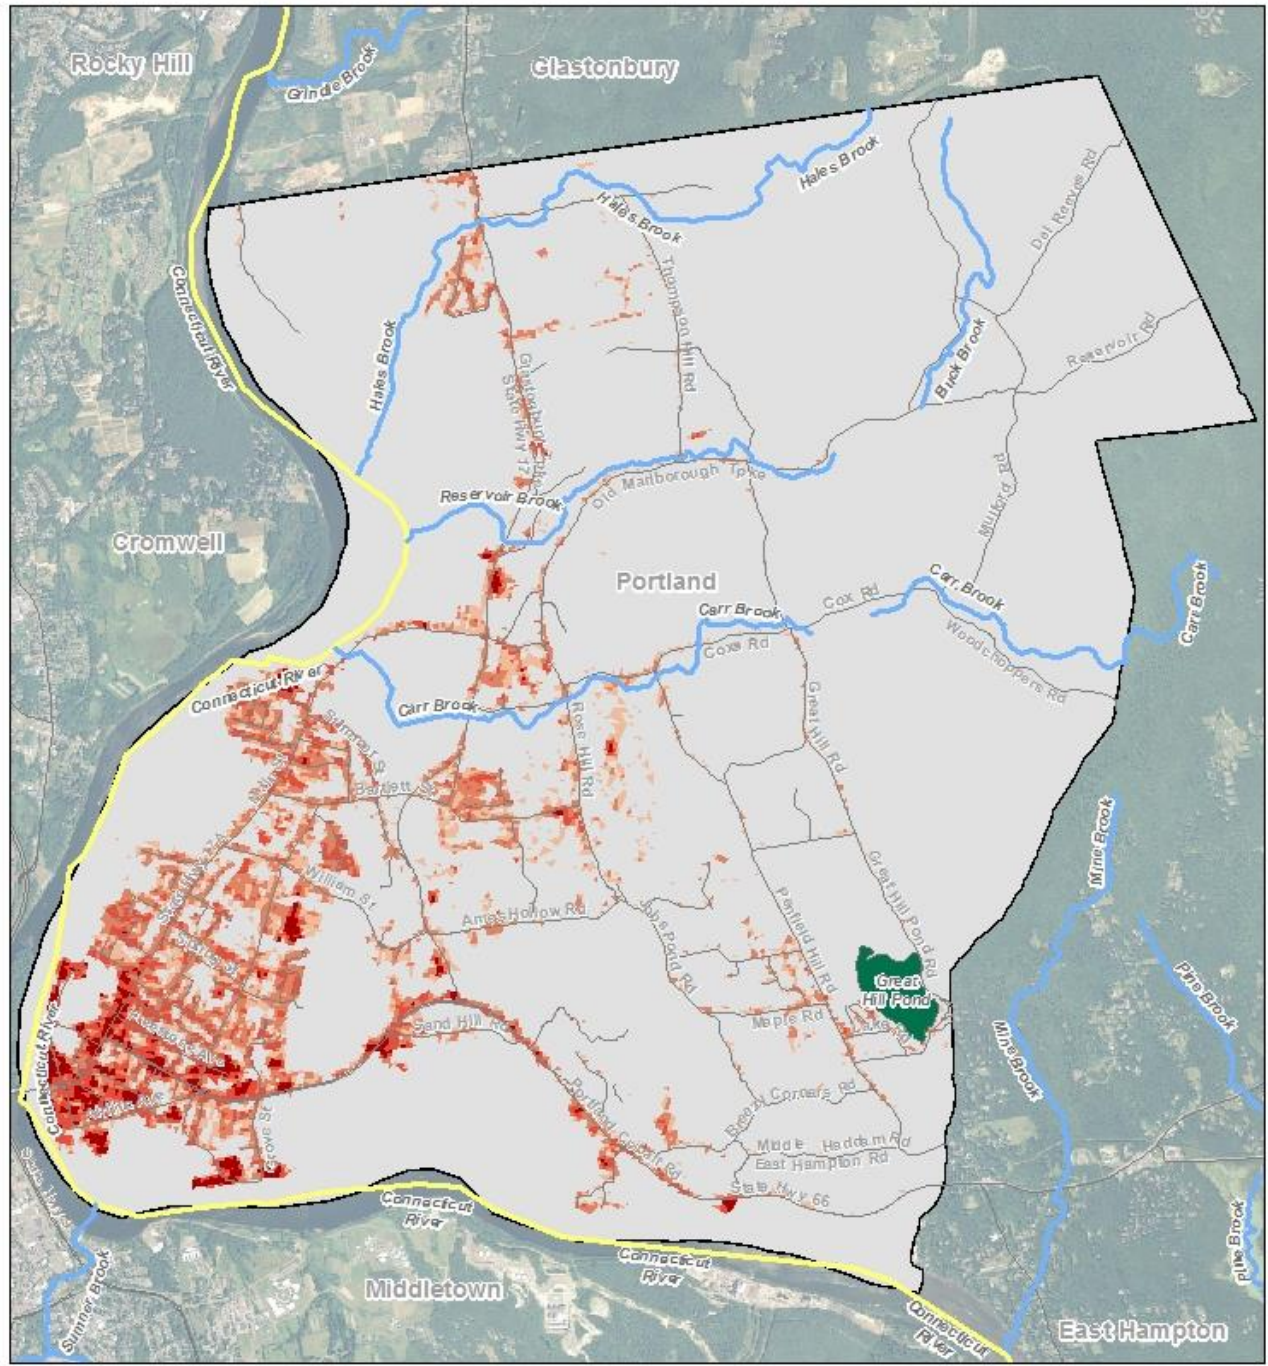 Rocky Hill
Glastonbury
Grindle Brook
Hales Brook
Hales Brook
Del Reeves Rd
Connecticut River
Thompson Hill Rd
Hales Brook
Buck Brook
Reservoir Rd
State Hwy 17
Reservoir Brook
Old Marlborough Tpke
Mulford Rd
Cromwell
Portland
Carr Brook
Cox Rd
Carr Brook
Carr Brook
Coxs Rd
Woodchoppers Rd
Connecticut River
Carr Brook
Rose Hill Rd
Great Hill Rd
Summer St
Bartlett St
Mine Brook
William St
Ames Hollow Rd
Great Hill Pond Rd
Jobs Pond Rd
Penfield Hill Rd
Great
Hill Pond
Pine Brook
Maple Rd
Sand Hill Rd
Connecticut River
Mine Brook
Breezy Corners Rd
Portland Cobalt Rd
Grove St
Middle Haddam Rd
East Hampton Rd
State Hwy 66
Connecticut
River
Connecticut
River
Pine Brook
Middletown
Sumner Brook
Connecticut
River
East Hampton